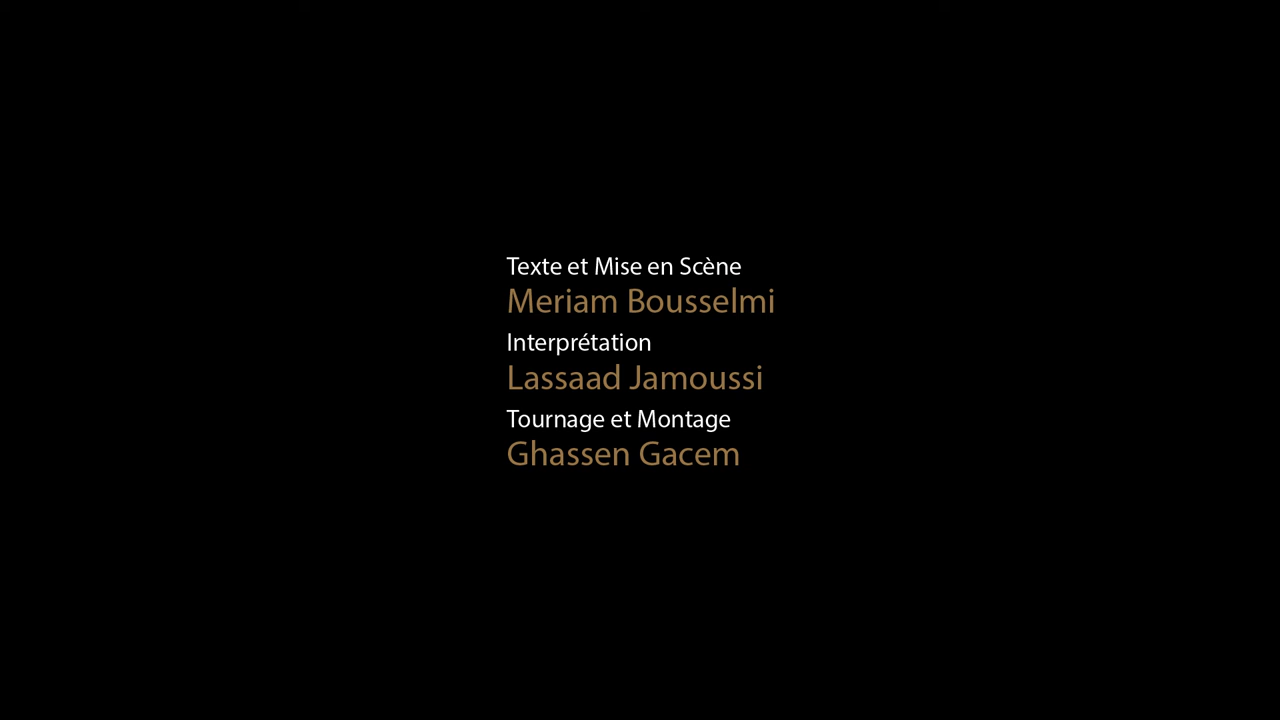 Texte et Mise en Scène
Meriam Bousselmi
Interprétation
Lassaad Jamoussi
Tournage et Montage
Ghassen Gacem